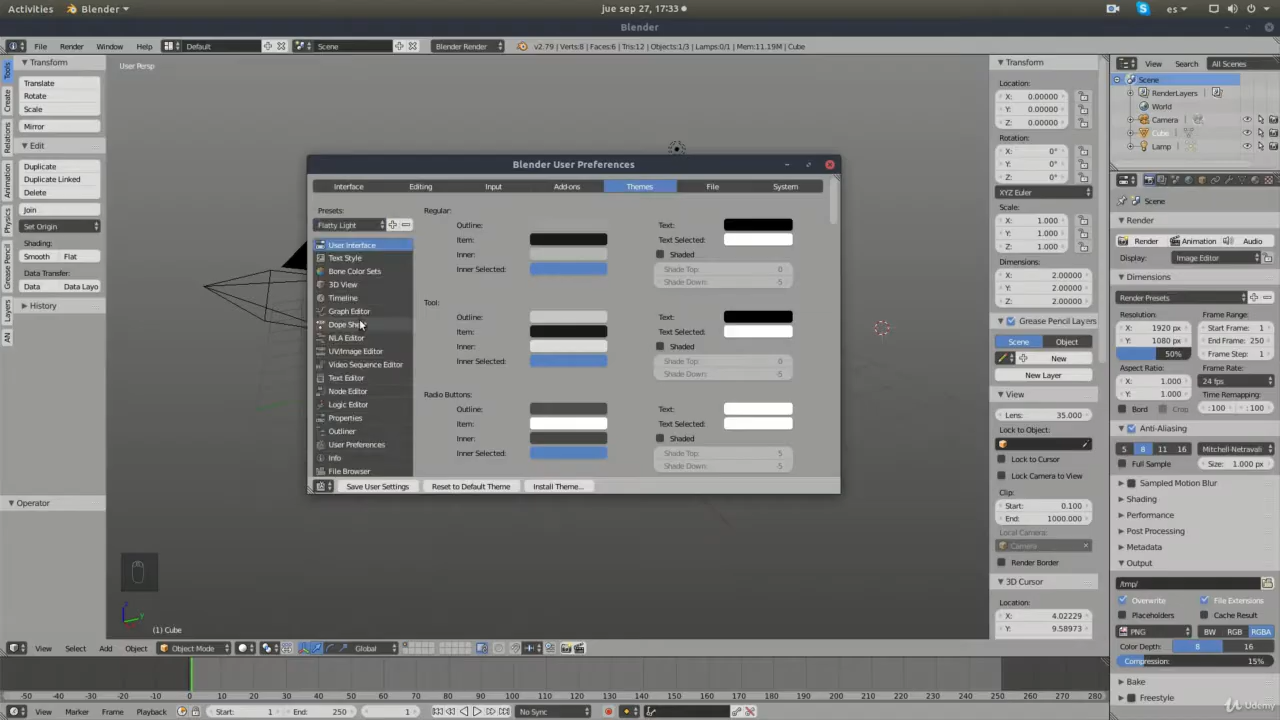 Activities Blender jue sep 27, 17:33 es
Blender
File Render Window Help Default Scene Blender Render v2.79 | Verts:8 | Faces:6 | Tris:12 | Objects:1/3 | Lamps:0/1 | Mem:11.19M | Cube
Tools
Create
Relations
Animation
Physics
Grease Pencil
Layers
Transform
Translate
Rotate
Scale
Mirror
Edit
Duplicate
Duplicate Linked
Delete
Join
Set Origin
Shading:
Smooth Flat
Data Transfer:
Data Data Layo
History
Operator
User Persp
(1) Cube
Blender User Preferences
Interface Editing Input Add-ons Themes File System
Presets:
Flatty Light
User Interface
Text Style
Bone Color Sets
3D View
Timeline
Graph Editor
Dope She
NLA Editor
UV/Image Editor
Video Sequence Editor
Text Editor
Node Editor
Logic Editor
Properties
Outliner
User Preferences
Info
File Browser
Regular:
Outline: Text:
Item: Text Selected:
Inner: Shaded
Inner Selected: Shade Top: 0
Shade Down: -5
Tool:
Outline: Text:
Item: Text Selected:
Inner: Shaded
Inner Selected: Shade Top: 0
Shade Down: -5
Radio Buttons:
Outline: Text:
Item: Text Selected:
Inner: Shaded
Inner Selected: Shade Top: 5
Shade Down: -5
Save User Settings Reset to Default Theme Install Theme...
Transform
Location:
X: 0.00000
Y: 0.00000
Z: 0.00000
Rotation:
X: 0°
Y: 0°
Z: 0°
XYZ Euler
Scale:
X: 1.000
Y: 1.000
Z: 1.000
Dimensions:
X: 2.00000
Y: 2.00000
Z: 2.00000
Grease Pencil Layers
Scene Object
New
New Layer
View
Lens: 35.000
Lock to Object:
Lock to Cursor
Lock Camera to View
Clip:
Start: 0.100
End: 1000.000
Local Camera:
Camera
Render Border
3D Cursor
Location:
X: 4.02229
Y: 9.58973
View Search All Scenes
Scene
RenderLayers
World
Camera
Cube
Lamp
Scene
Render
Render Animation Audio
Display: Image Editor
Dimensions
Render Presets
Resolution: Frame Range:
X: 1920 px Start Frame: 1
Y: 1080 px End Frame: 250
50% Frame Step: 1
Aspect Ratio: Frame Rate:
X: 1.000 24 fps
Y: 1.000 Time Remapping:
Bord Crop :100 :100
Anti-Aliasing
5 8 11 16 Mitchell-Netravali
Full Sample Size: 1.000 px
Sampled Motion Blur
Shading
Performance
Post Processing
Metadata
Output
/tmp/
Overwrite File Extensions
Placeholders Cache Result
PNG BW RGB RGBA
Color Depth: 8 16
Compression: 15%
Bake
Freestyle
View Select Add Object Object Mode Global
-50 -40 -30 -20 -10 0 10 20 30 40 50 60 70 80 90 100 110 120 130 140 150 160 170 180 190 200 210 220 230 240 250 260 270 280
View Marker Frame Playback Start: 1 End: 250 1 No Sync
Udemy